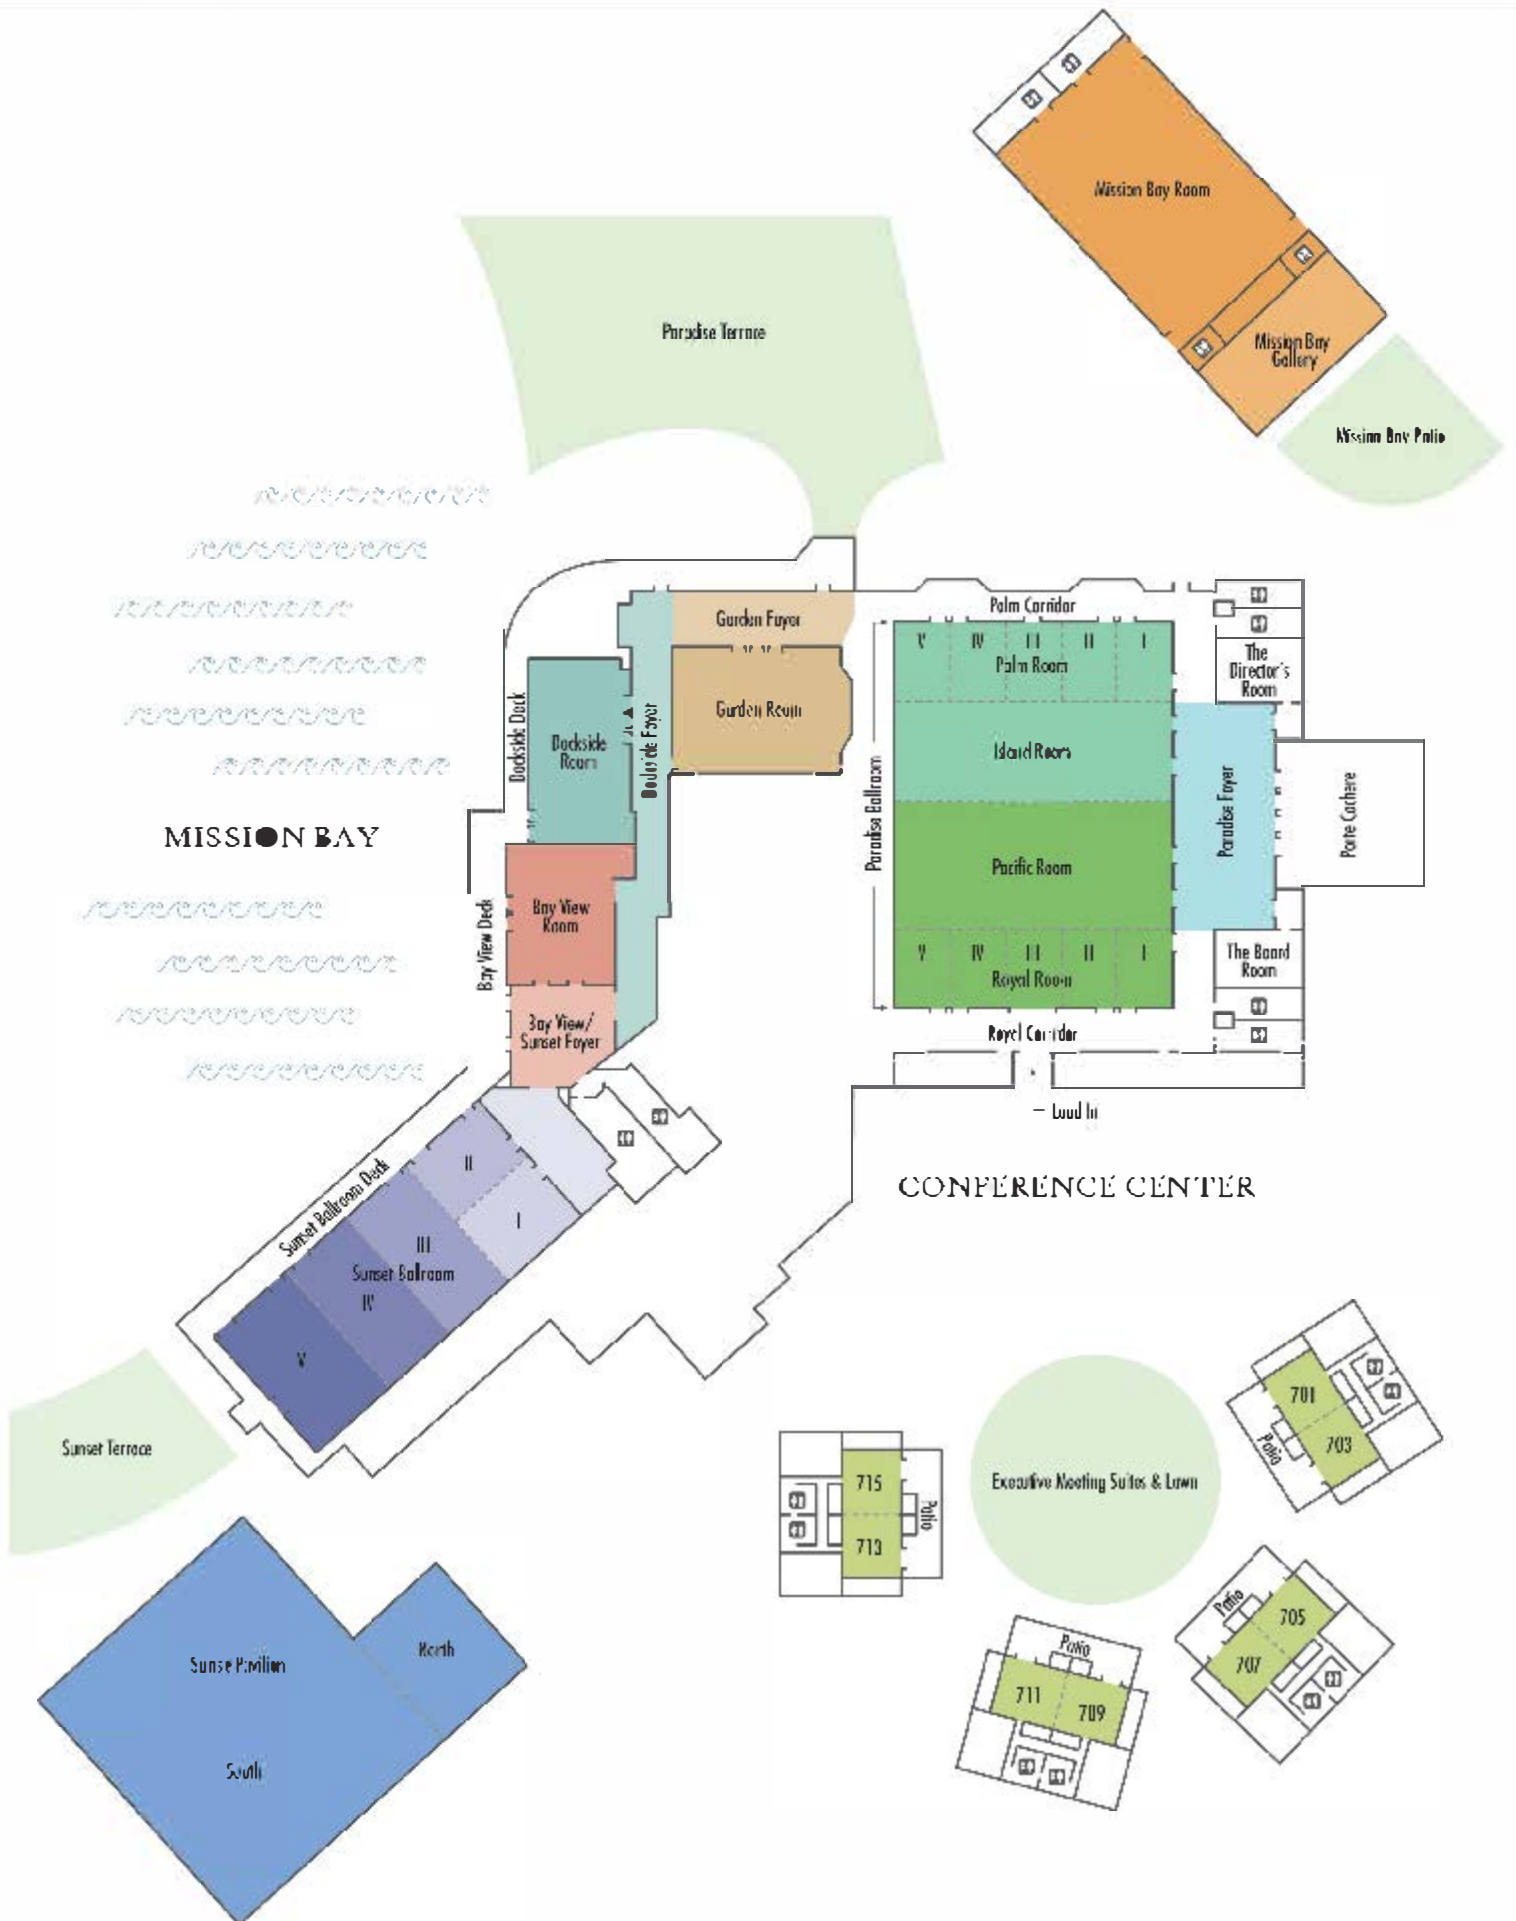 Mission Bay Room
Paradise Terrace
Mission Bay
Gallery
Mission Bay Patio
Palm Corridor
Garden Foyer
V IV III II I
Palm Room
The
Director's
Room
Garden Room
Dockside Deck
Dockside
Room
Dockside Foyer
Island Room
Paradise Ballroom
Paradise Foyer
Porte Cochere
MISSION BAY
Pacific Room
Bay View Deck
Bay View
Room
V IV III II I
Royal Room
The Board
Room
Bay View/
Sunset Foyer
Royal Corridor
Load In
II
CONFERENCE CENTER
Sunset Ballroom Deck
I
III
Sunset Ballroom
IV
V
701
703
Patio
Sunset Terrace
715
713
Patio
Executive Meeting Suites & Lawn
Patio
705
707
North
Sunse Pavilion
South
Patio
711
709